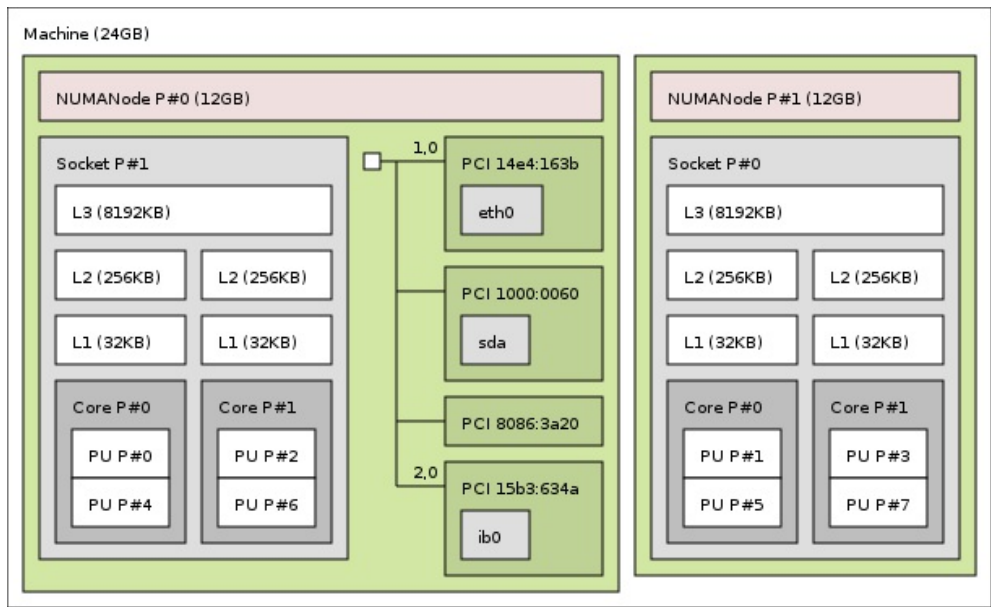 Machine (24GB)
NUMANode P#0 (12GB)
Socket P#1
L3 (8192KB)
L2 (256KB)
L2 (256KB)
L1 (32KB)
L1 (32KB)
Core P#0
PU P#0
PU P#4
Core P#1
PU P#2
PU P#6
1,0
PCI 14e4:163b
eth0
PCI 1000:0060
sda
PCI 8086:3a20
2,0
PCI 15b3:634a
ib0
NUMANode P#1 (12GB)
Socket P#0
L3 (8192KB)
L2 (256KB)
L2 (256KB)
L1 (32KB)
L1 (32KB)
Core P#0
PU P#1
PU P#5
Core P#1
PU P#3
PU P#7